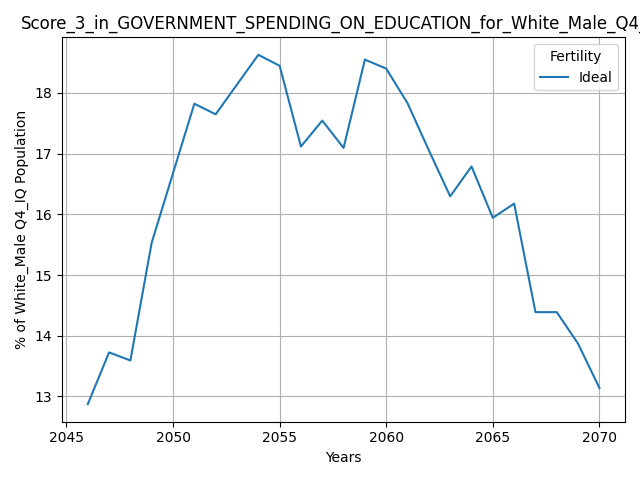 Score_3_in_GOVERNMENT_SPENDING_ON_EDUCATION_for_White_Male_Q4_
Fertility
Ideal
% of White_Male Q4_IQ Population
18
17
16
15
14
13
2045 2050 2055 2060 2065 2070
Years